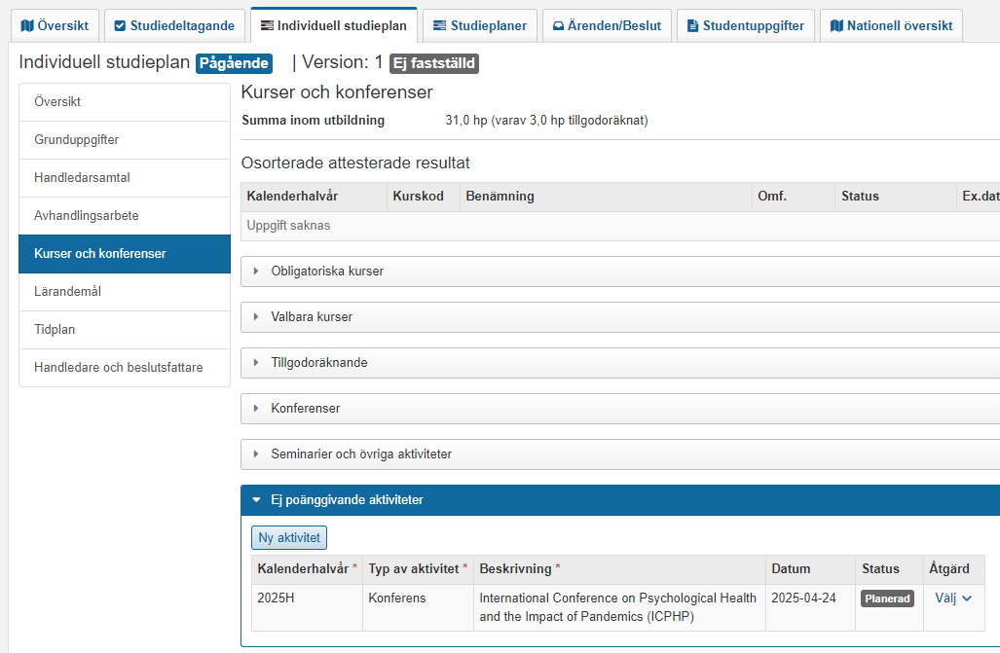 Översikt
Studiedeltagande
Individuell studieplan
Studieplaner
Ärenden/Beslut
Studentuppgifter
Nationell översikt
Individuell studieplan Pågående | Version: 1 Ej fastställd
Översikt
Grunduppgifter
Handledarsamtal
Avhandlingsarbete
Kurser och konferenser
Lärandemål
Tidplan
Handledare och beslutsfattare
Kurser och konferenser
Summa inom utbildning 31,0 hp (varav 3,0 hp tillgodoräknat)
Osorterade attesterade resultat
Kalenderhalvår Kurskod Benämning Omf. Status Ex.dat
Uppgift saknas
Obligatoriska kurser
Valbara kurser
Tillgodoräknande
Konferenser
Seminarier och övriga aktiviteter
Ej poänggivande aktiviteter
Ny aktivitet
Kalenderhalvår * Typ av aktivitet * Beskrivning * Datum Status Åtgärd
2025H Konferens International Conference on Psychological Health 2025-04-24 Planerad Välj
and the Impact of Pandemics (ICPHP)